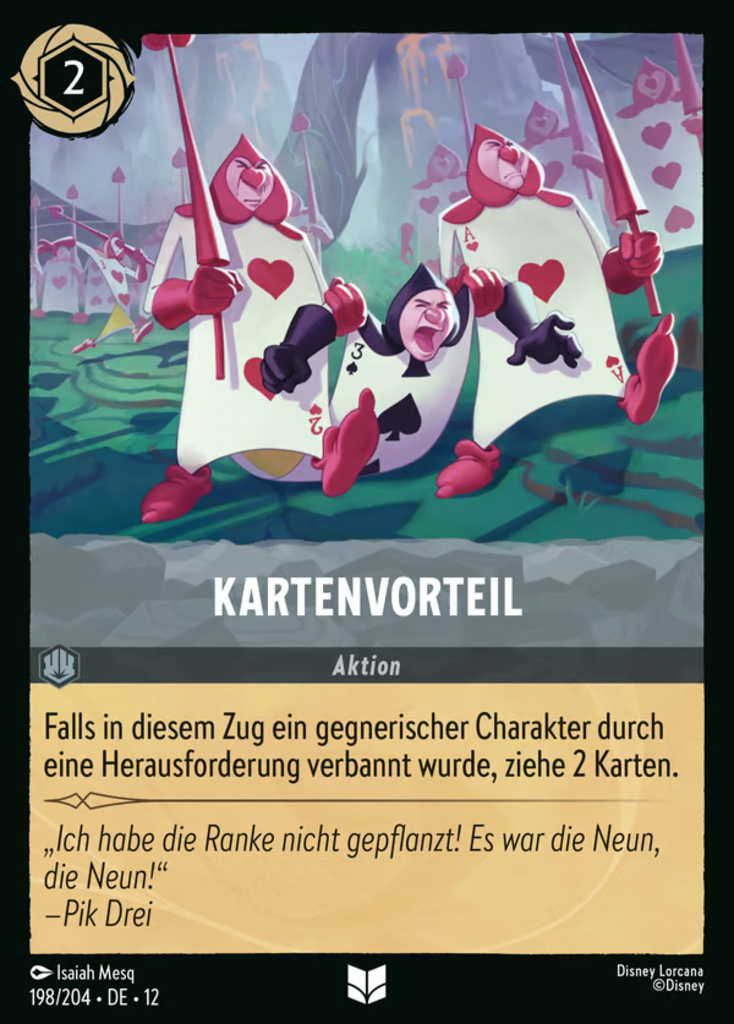 2
A
3
A
2
KARTENVORTEIL
Aktion
Falls in diesem Zug ein gegnerischer Charakter durch
eine Herausforderung verbannt wurde, ziehe 2 Karten.
„Ich habe die Ranke nicht gepflanzt! Es war die Neun,
die Neun!“
–Pik Drei
Isaiah Mesq
198/204 • DE • 12
Disney Lorcana
©Disney